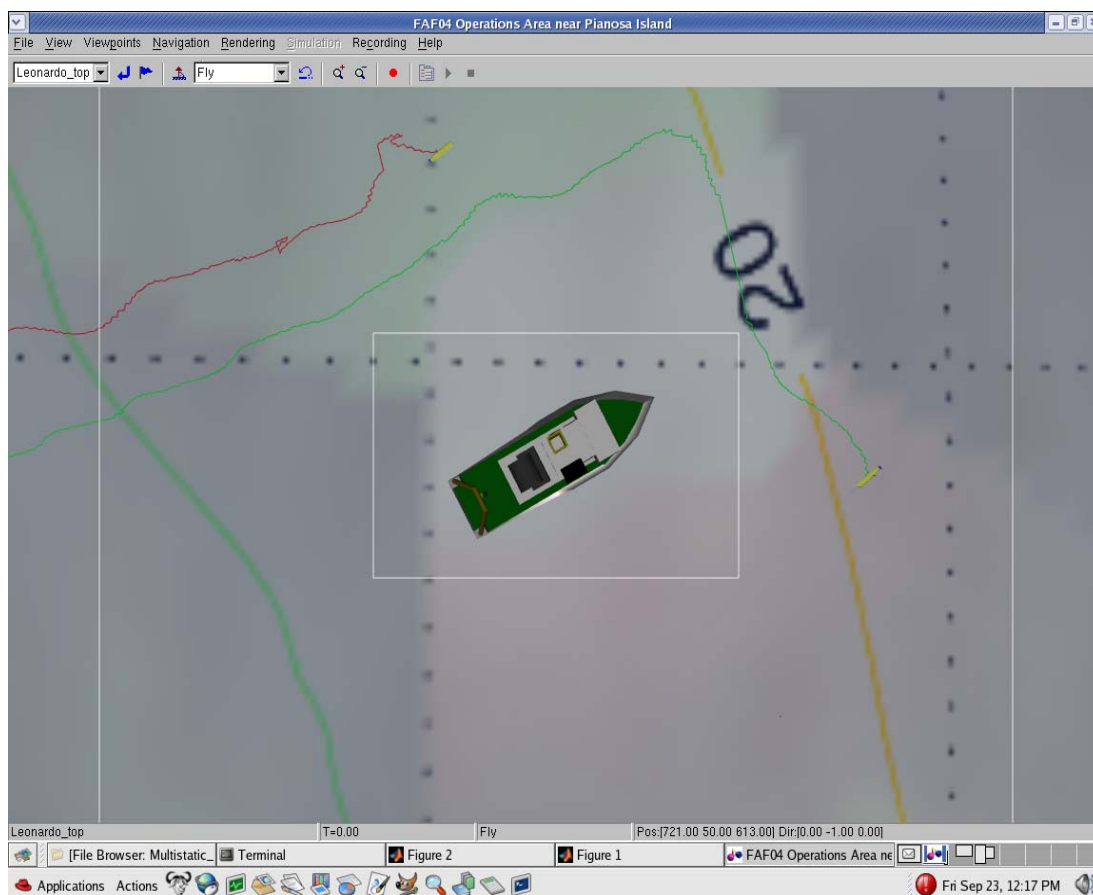 FAF04 Operations Area near Pianosa Island
File View Viewpoints Navigation Rendering Simulation Recording Help
Leonardo_top Fly
20
Leonardo_top T=0.00 Fly Pos:[721.00 50.00 613.00] Dir:[0.00 -1.00 0.00]
[File Browser: Multistatic_ Terminal Figure 2 Figure 1 FAF04 Operations Area ne
Applications Actions Fri Sep 23, 12:17 PM